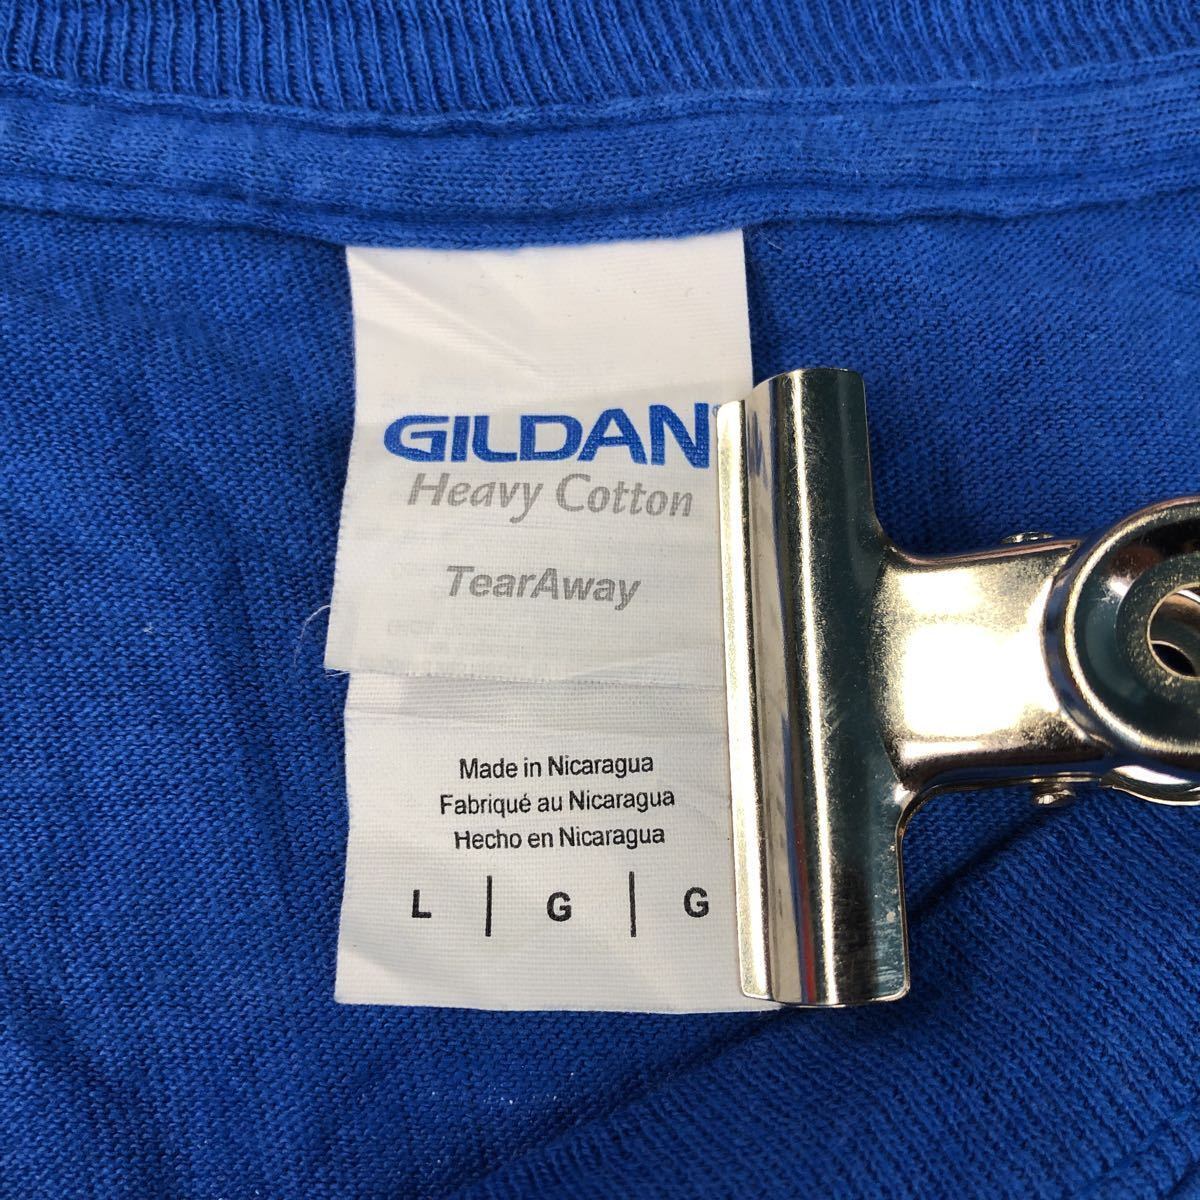 GILDAN
Heavy Cotton
TearAway
Made in Nicaragua
Fabriqué au Nicaragua
Hecho en Nicaragua
L | G | G